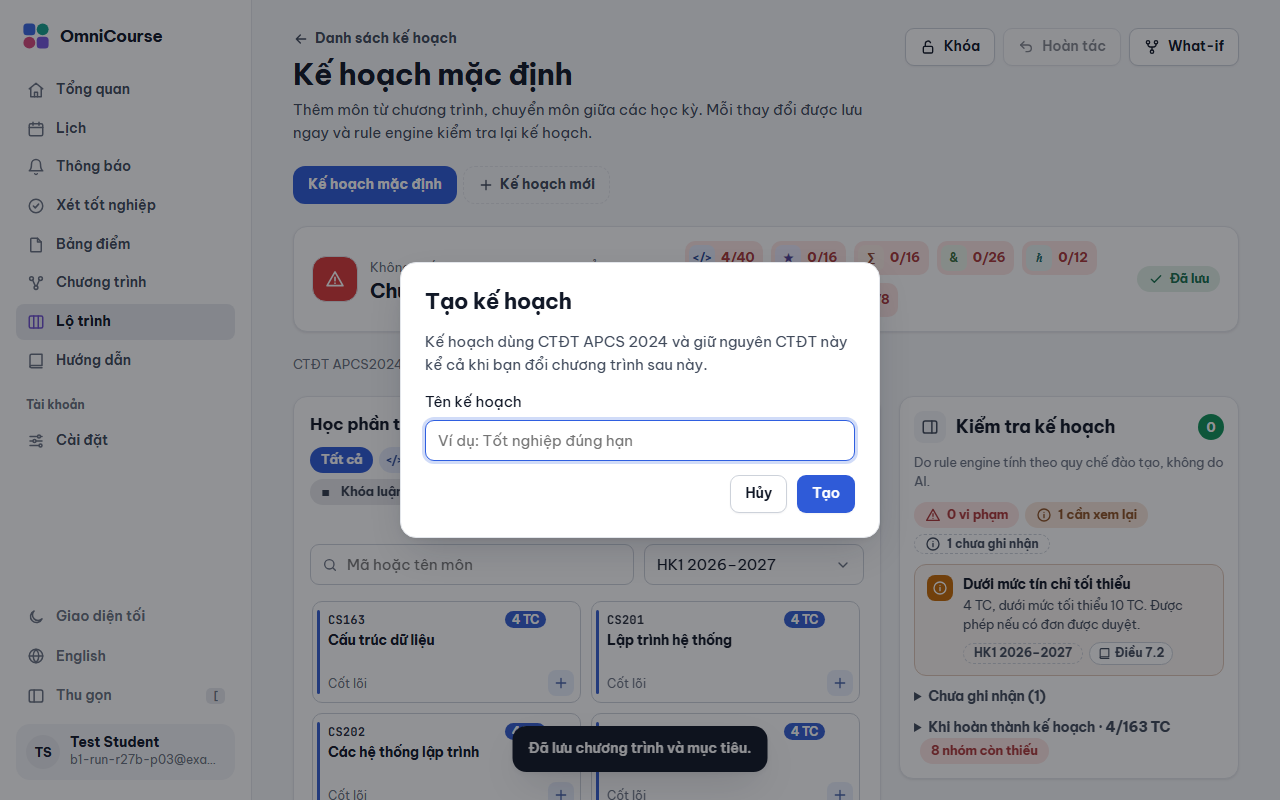 OmniCourse
Tổng quan
Lịch
Thông báo
Xét tốt nghiệp
Bảng điểm
Chương trình
Lộ trình
Hướng dẫn
Tài khoản
Cài đặt
Giao diện tối
English
Thu gọn
[
TS
Test Student
b1-run-r27b-p03@exa...
Danh sách kế hoạch
Kế hoạch mặc định
Thêm môn từ chương trình, chuyển môn giữa các học kỳ. Mỗi thay đổi được lưu
ngay và rule engine kiểm tra lại kế hoạch.
Khóa
Hoàn tác
What-if
Kế hoạch mặc định
Kế hoạch mới
</> 4/40
★ 0/16
∑ 0/16
& 0/26
ℏ 0/12
Đã lưu
CTĐT APCS2024
Tạo kế hoạch
Kế hoạch dùng CTĐT APCS 2024 và giữ nguyên CTĐT này
kể cả khi bạn đổi chương trình sau này.
Tên kế hoạch
Ví dụ: Tốt nghiệp đúng hạn
Hủy
Tạo
Học phần
Tất cả
Khóa luận
Mã hoặc tên môn
HK1 2026–2027
CS163
4 TC
Cấu trúc dữ liệu
Cốt lõi
CS201
4 TC
Lập trình hệ thống
Cốt lõi
CS202
Các hệ thống lập trình
Cốt lõi
4 TC
Cốt lõi
Đã lưu chương trình và mục tiêu.
Kiểm tra kế hoạch
0
Do rule engine tính theo quy chế đào tạo, không do
AI.
0 vi phạm
1 cần xem lại
1 chưa ghi nhận
Dưới mức tín chỉ tối thiểu
4 TC, dưới mức tối thiểu 10 TC. Được
phép nếu có đơn được duyệt.
HK1 2026–2027
Điều 7.2
Chưa ghi nhận (1)
Khi hoàn thành kế hoạch · 4/163 TC
8 nhóm còn thiếu